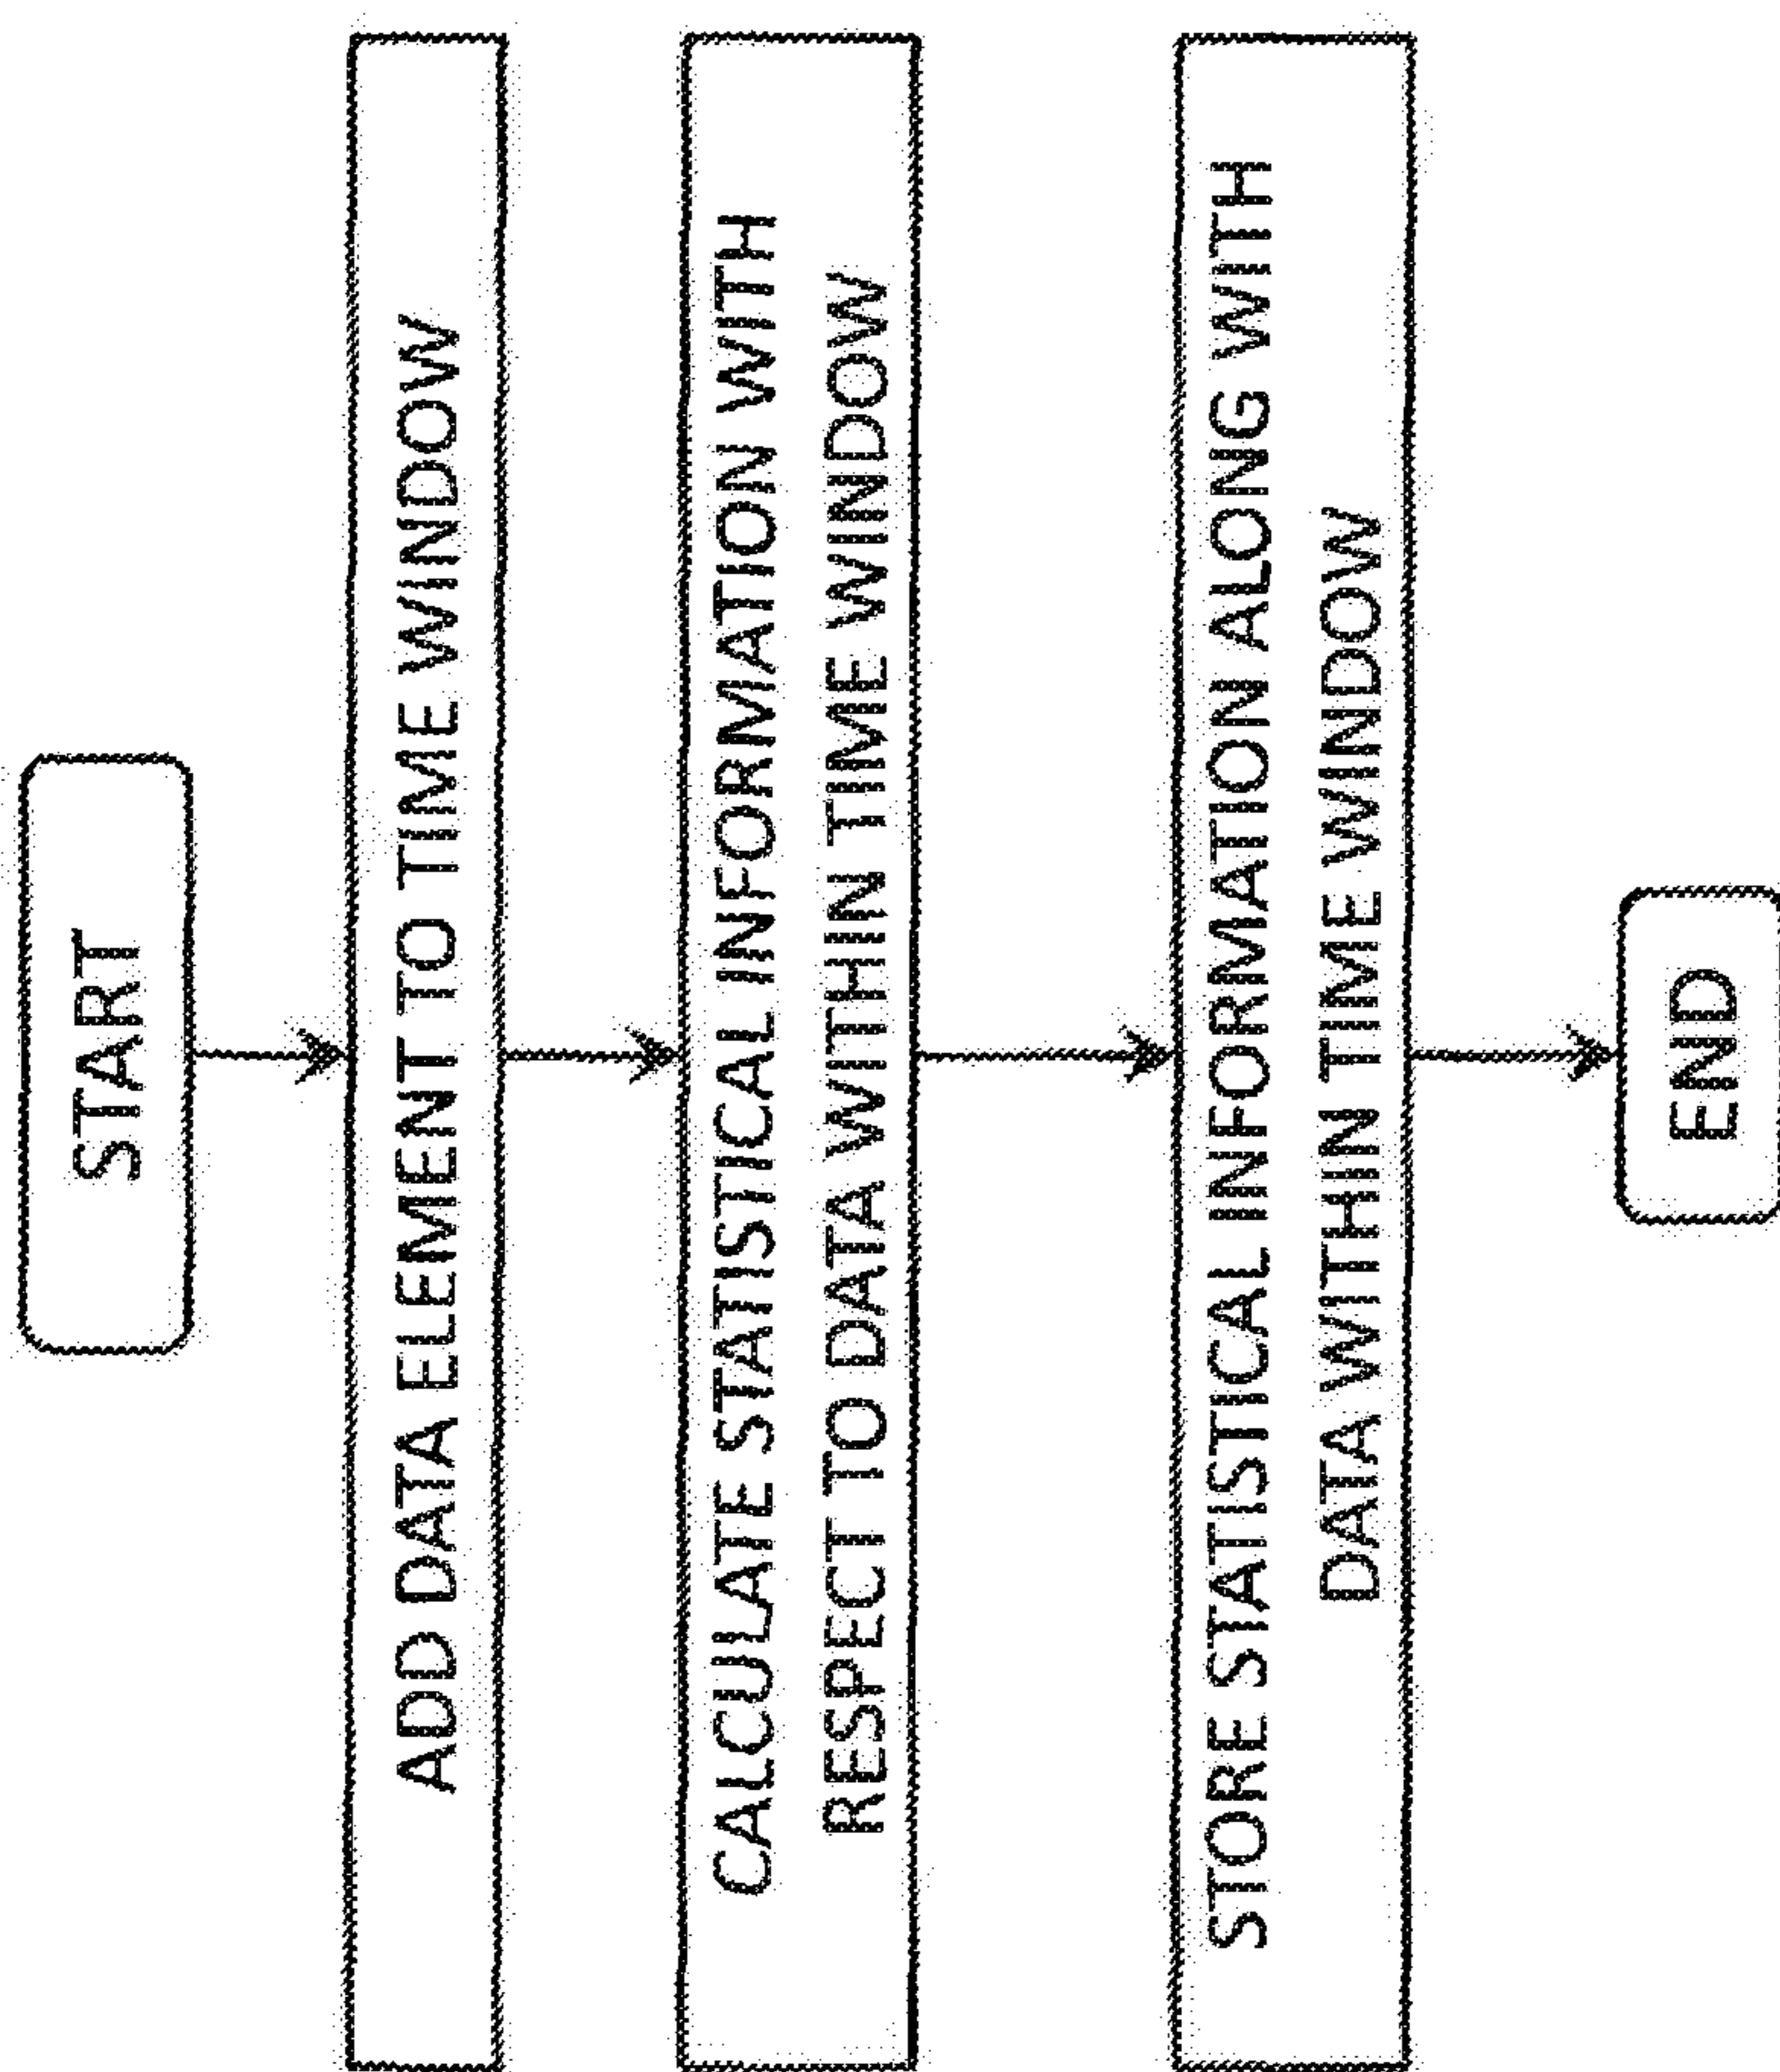 START
ADD DATA ELEMENT TO TIME WINDOW
CALCULATE STATISTICAL INFORMATION WITH
RESPECT TO DATA WITHIN TIME WINDOW
STORE STATISTICAL INFORMATION ALONG WITH
DATA WITHIN TIME WINDOW
END